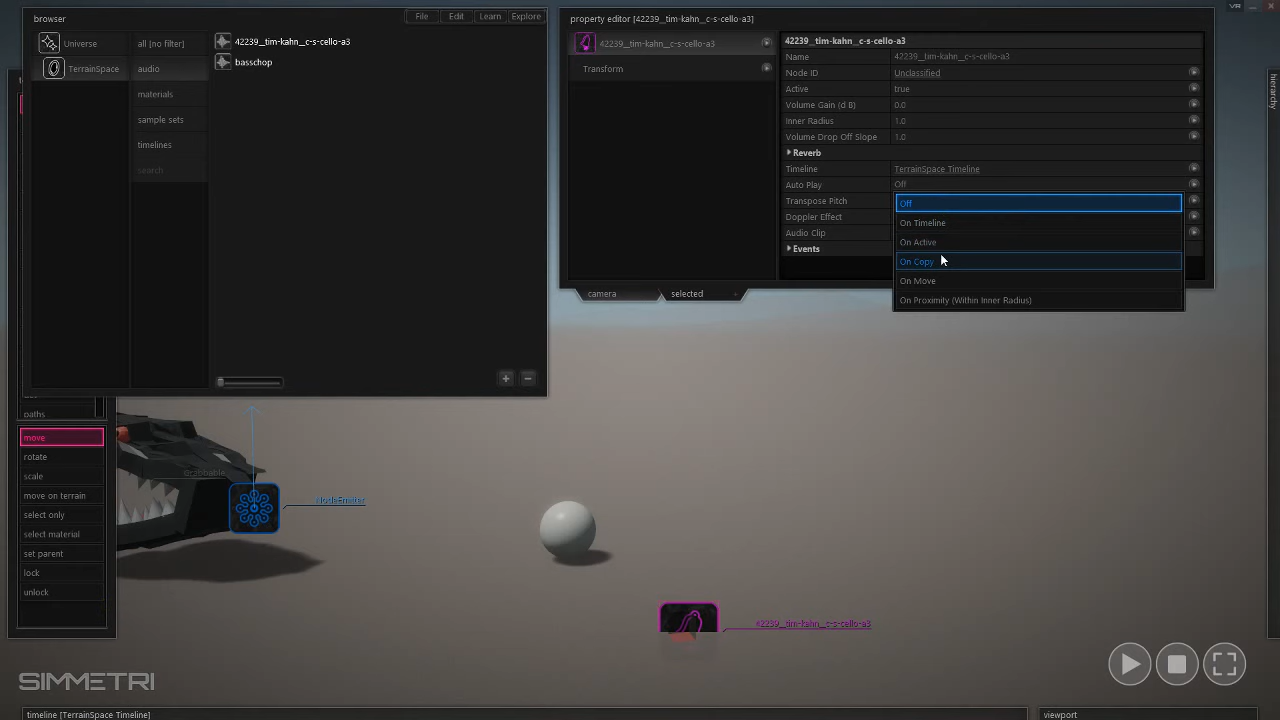 browser
File
Edit
Learn
Explore
Universe
TerrainSpace
all [no filter]
audio
materials
sample sets
timelines
search
42239__tim-kahn__c-s-cello-a3
basschop
property editor [42239__tim-kahn__c-s-cello-a3]
42239__tim-kahn__c-s-cello-a3
Transform
42239__tim-kahn__c-s-cello-a3
Name 42239__tim-kahn__c-s-cello-a3
Node ID Unclassified
Active true
Volume Gain (d B) 0.0
Inner Radius 1.0
Volume Drop Off Slope 1.0
Reverb
Timeline TerrainSpace Timeline
Auto Play Off
Transpose Pitch
Doppler Effect
Audio Clip
Events
Off
On Timeline
On Active
On Copy
On Move
On Proximity (Within Inner Radius)
camera
selected
VR
hierarchy
paths
move
rotate
scale
move on terrain
select only
select material
set parent
lock
unlock
Grabbable
NodeEmitter
42239__tim-kahn__c-s-cello-a3
SIMMETRI
timeline [TerrainSpace Timeline]
viewport